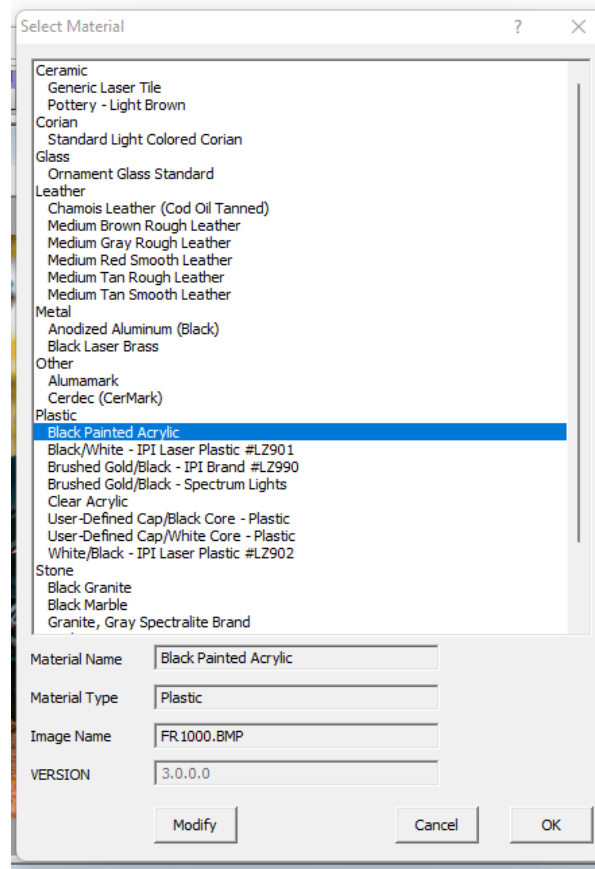 Select Material
?
Ceramic
Generic Laser Tile
Pottery - Light Brown
Corian
Standard Light Colored Corian
Glass
Ornament Glass Standard
Leather
Chamois Leather (Cod Oil Tanned)
Medium Brown Rough Leather
Medium Gray Rough Leather
Medium Red Smooth Leather
Medium Tan Rough Leather
Medium Tan Smooth Leather
Metal
Anodized Aluminum (Black)
Black Laser Brass
Other
Alumamark
Cerdec (CerMark)
Plastic
Black Painted Acrylic
Black/White - IPI Laser Plastic #LZ901
Brushed Gold/Black - IPI Brand #LZ990
Brushed Gold/Black - Spectrum Lights
Clear Acrylic
User-Defined Cap/Black Core - Plastic
User-Defined Cap/White Core - Plastic
White/Black - IPI Laser Plastic #LZ902
Stone
Black Granite
Black Marble
Granite, Gray Spectralite Brand
Material Name Black Painted Acrylic
Material Type Plastic
Image Name FR1000.BMP
VERSION 3.0.0.0
Modify Cancel OK